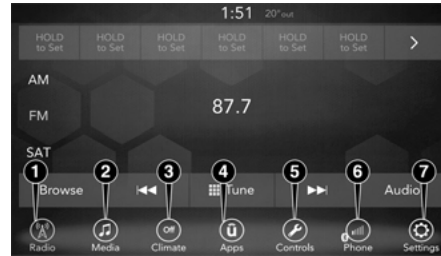 1:51 20°out
HOLD to Set HOLD to Set HOLD to Set HOLD to Set HOLD to Set HOLD to Set
AM
FM
87.7
SAT
1 2 3 4 5 6 7
Browse Tune Audio
Off ū
Radio Media Climate Apps Controls Phone Settings